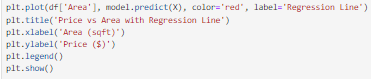 plt.plot(df['Area'], model.predict(X), color='red', label='Regression Line')
plt.title('Price vs Area with Regression Line')
plt.xlabel('Area (sqft)')
plt.ylabel('Price ($)')
plt.legend()
plt.show()